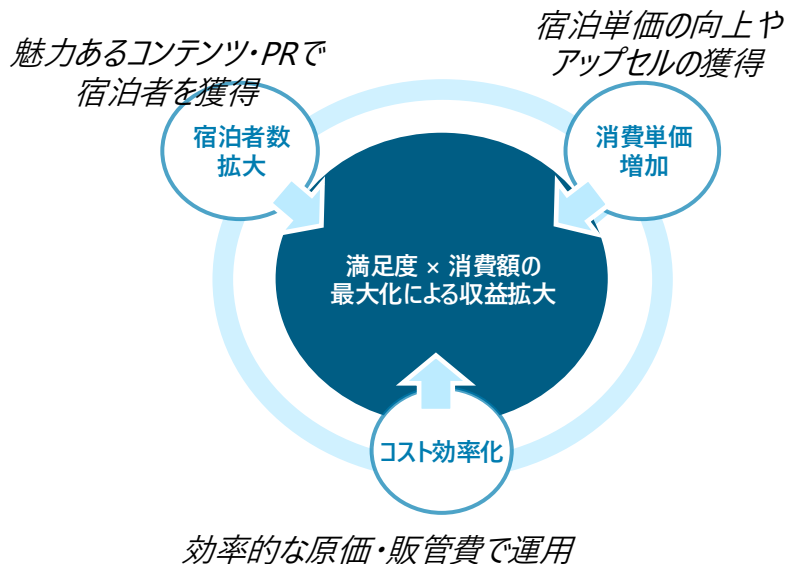 魅力あるコンテンツ・PRで
宿泊者を獲得
宿泊単価の向上や
アップセルの獲得
宿泊者数
拡大
消費単価
増加
満足度 × 消費額の
最大化による収益拡大
コスト効率化
効率的な原価・販管費で運用